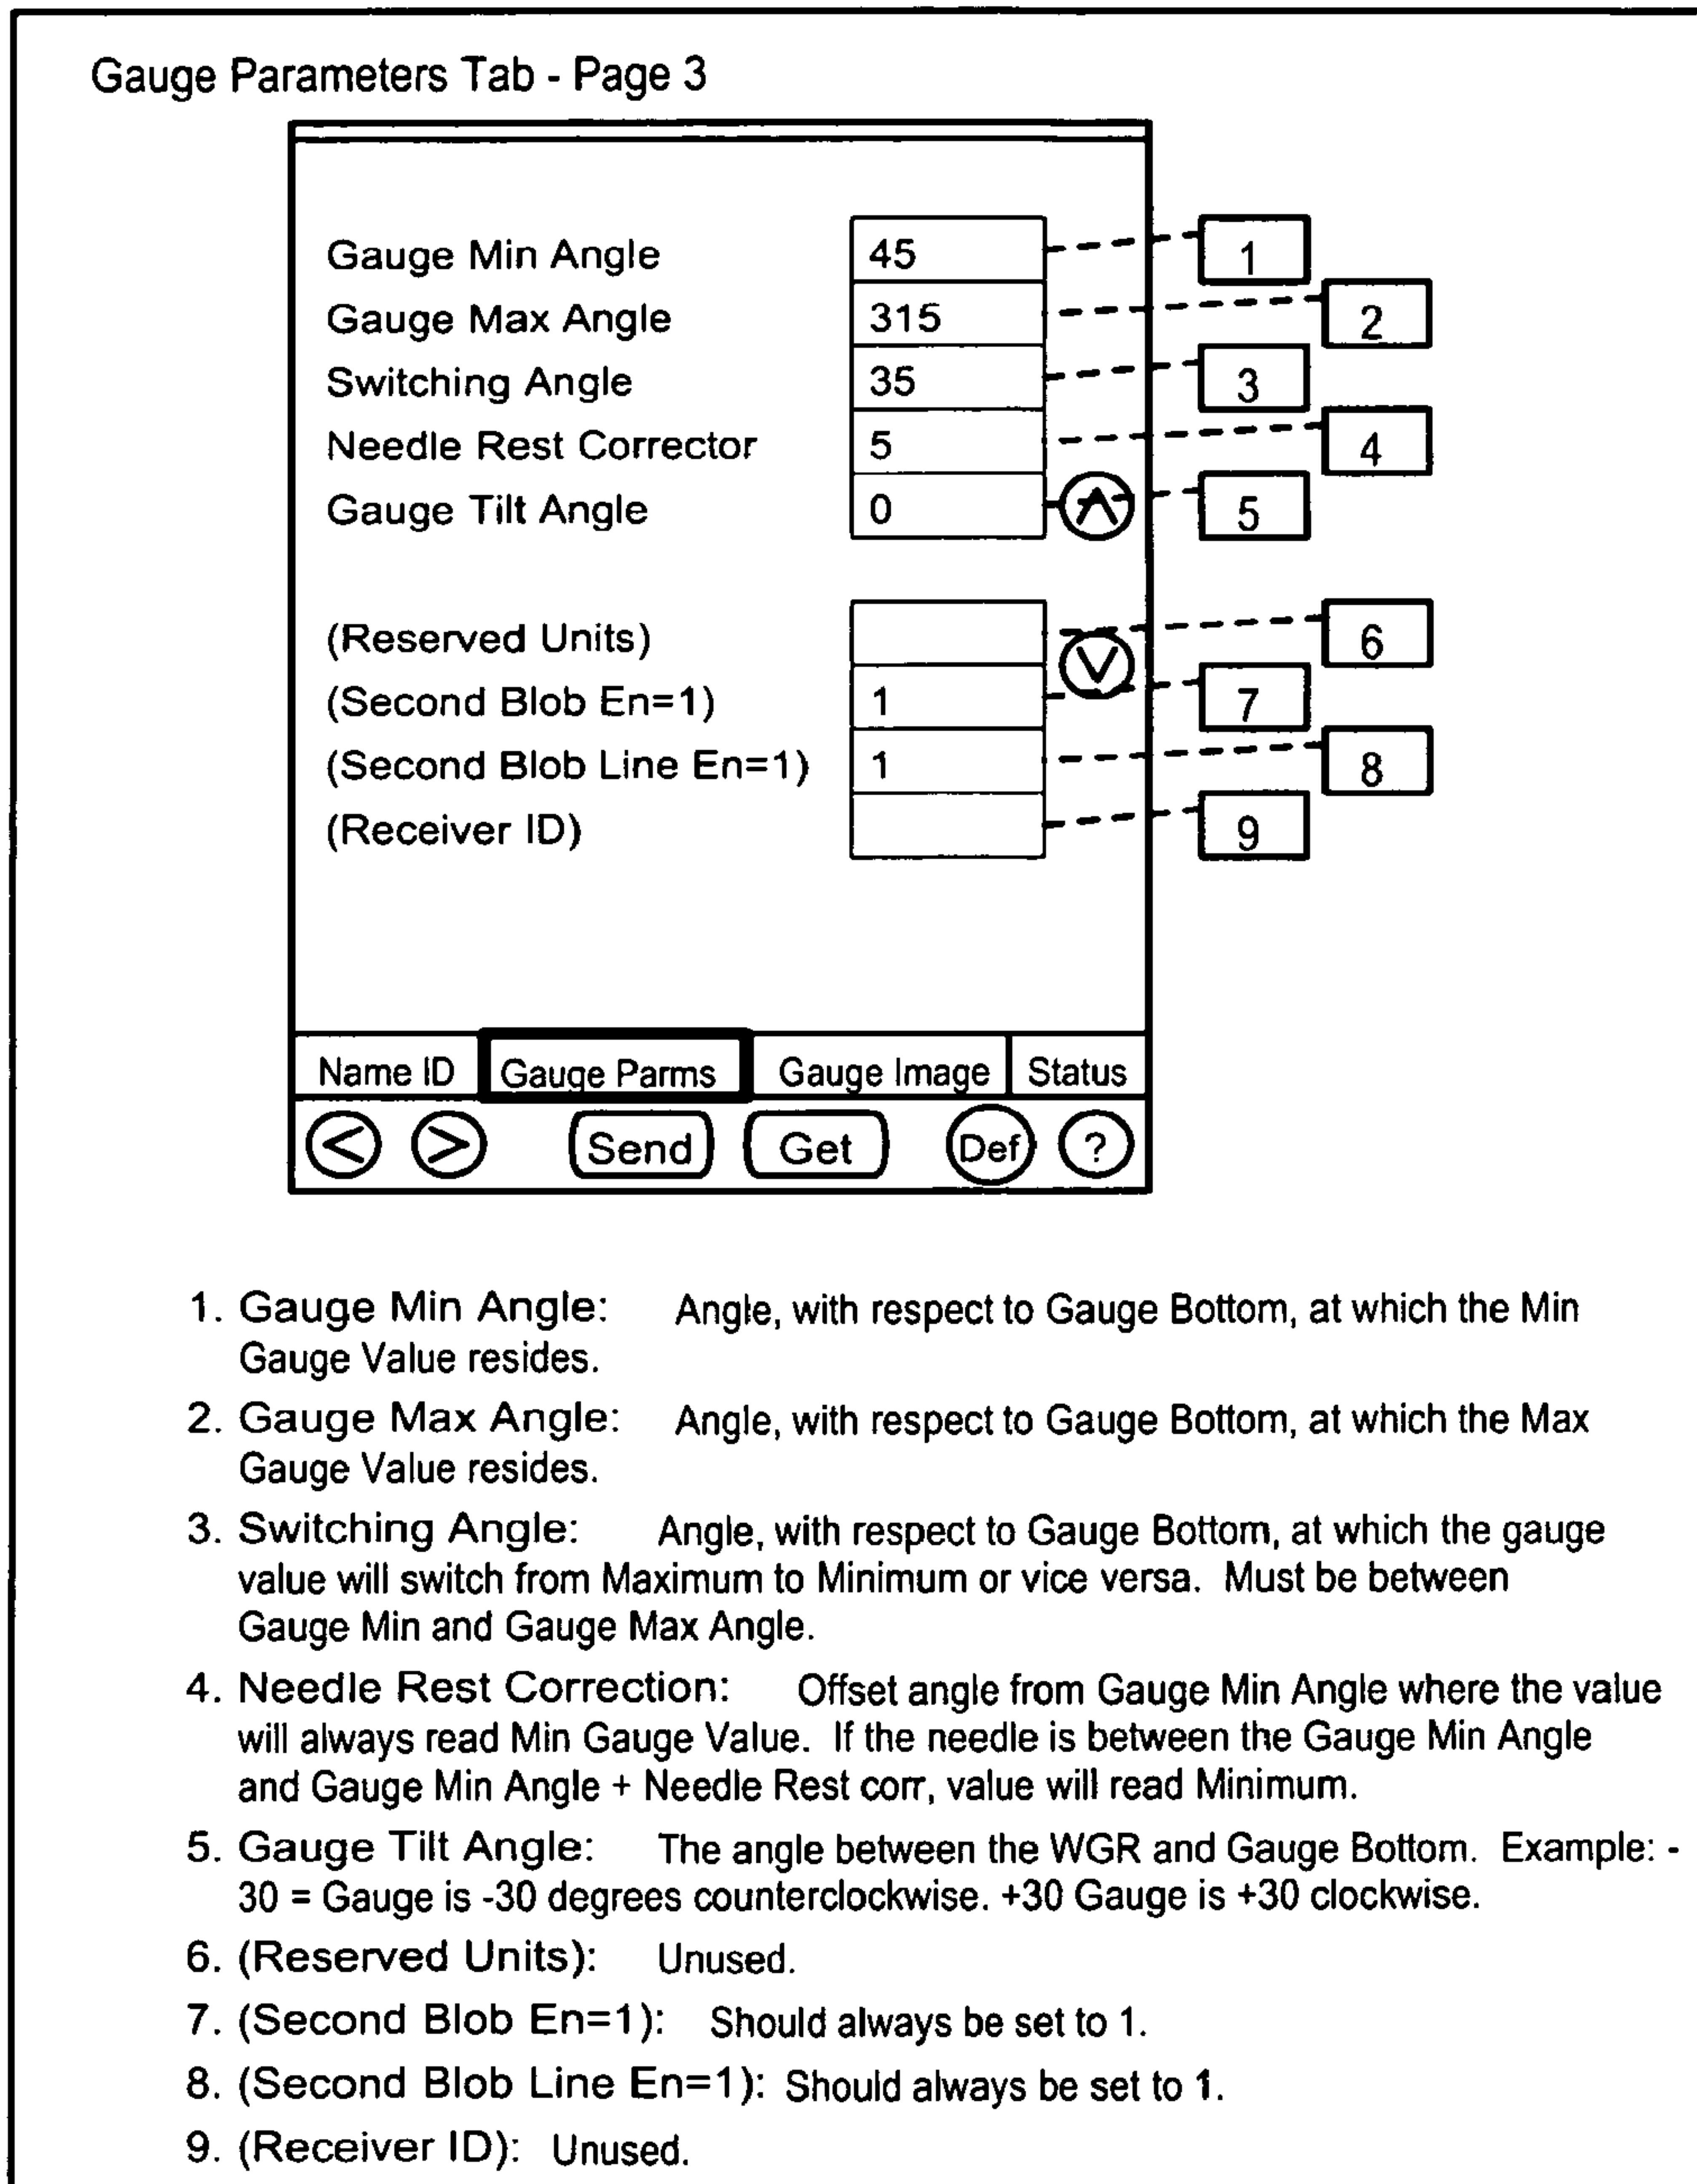 Gauge Parameters Tab - Page 3
Gauge Min Angle 45 1
Gauge Max Angle 315 2
Switching Angle 35 3
Needle Rest Corrector 5 4
Gauge Tilt Angle 0 5
(Reserved Units) 6
(Second Blob En=1) 1 7
(Second Blob Line En=1) 1 8
(Receiver ID) 9
Name ID Gauge Parms Gauge Image Status
< > Send Get Def ?
1. Gauge Min Angle: Angle, with respect to Gauge Bottom, at which the Min
Gauge Value resides.
2. Gauge Max Angle: Angle, with respect to Gauge Bottom, at which the Max
Gauge Value resides.
3. Switching Angle: Angle, with respect to Gauge Bottom, at which the gauge
value will switch from Maximum to Minimum or vice versa. Must be between
Gauge Min and Gauge Max Angle.
4. Needle Rest Correction: Offset angle from Gauge Min Angle where the value
will always read Min Gauge Value. If the needle is between the Gauge Min Angle
and Gauge Min Angle + Needle Rest corr, value will read Minimum.
5. Gauge Tilt Angle: The angle between the WGR and Gauge Bottom. Example: -
30 = Gauge is -30 degrees counterclockwise. +30 Gauge is +30 clockwise.
6. (Reserved Units): Unused.
7. (Second Blob En=1): Should always be set to 1.
8. (Second Blob Line En=1): Should always be set to 1.
9. (Receiver ID): Unused.